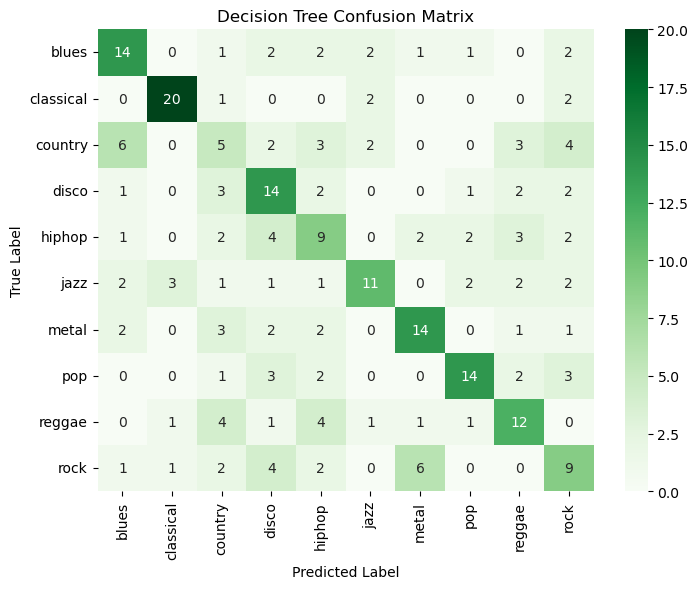 Decision Tree Confusion Matrix
True Label
blues 14 0 1 2 2 2 1 1 0 2
classical 0 20 1 0 0 2 0 0 0 2
country 6 0 5 2 3 2 0 0 3 4
disco 1 0 3 14 2 0 0 1 2 2
hiphop 1 0 2 4 9 0 2 2 3 2
jazz 2 3 1 1 1 11 0 2 2 2
metal 2 0 3 2 2 0 14 0 1 1
pop 0 0 1 3 2 0 0 14 2 3
reggae 0 1 4 1 4 1 1 1 12 0
rock 1 1 2 4 2 0 6 0 0 9
blues classical country disco hiphop jazz metal pop reggae rock
Predicted Label
20.0
17.5
15.0
12.5
10.0
7.5
5.0
2.5
0.0